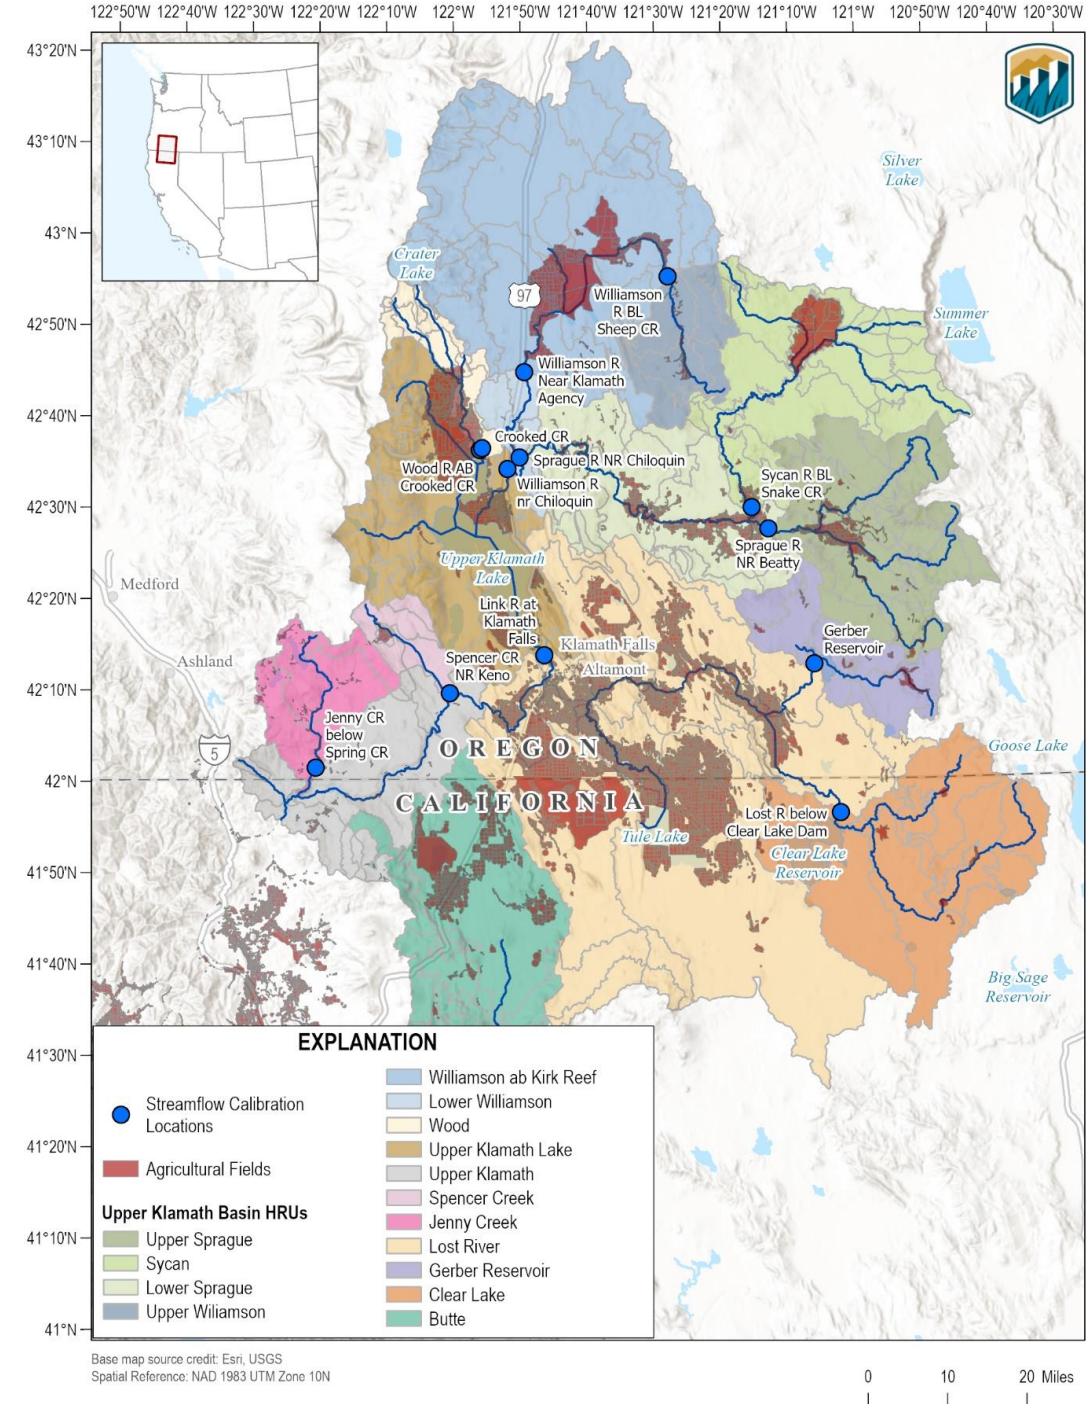 122°50'W 122°40'W 122°30'W 122°20'W 122°10'W 122°0'W 121°50'W 121°40'W 121°30'W 121°20'W 121°10'W 121°0'W 120°50'W 120°40'W 120°30'W
43°20'N
43°10'N
43°N
42°50'N
42°40'N
42°30'N
42°20'N
42°10'N
42°N
41°50'N
41°40'N
41°30'N
41°20'N
41°10'N
41°N
Silver
Lake
Crater
Lake
97
Williamson
R BL
Sheep CR
Summer
Lake
Williamson R
Near Klamath
Agency
Crooked CR
Sprague R NR Chiloquin
Wood R AB
Crooked CR
Williamson R
nr Chiloquin
Sycan R BL
Snake CR
Sprague R
NR Beatty
Upper Klamath
Lake
Medford
Link R at
Klamath
Falls
Klamath Falls
Altamont
Gerber
Reservoir
Ashland
Spencer CR
NR Keno
Jenny CR
below
Spring CR
5
OREGON
CALIFORNIA
Goose Lake
Lost R below
Clear Lake Dam
Tule Lake
Clear Lake
Reservoir
Big Sage
Reservoir
EXPLANATION
Streamflow Calibration
Locations
Agricultural Fields
Upper Klamath Basin HRUs
Upper Sprague
Sycan
Lower Sprague
Upper Wiliamson
Williamson ab Kirk Reef
Lower Williamson
Wood
Upper Klamath Lake
Upper Klamath
Spencer Creek
Jenny Creek
Lost River
Gerber Reservoir
Clear Lake
Butte
Base map source credit: Esri, USGS
Spatial Reference: NAD 1983 UTM Zone 10N
0 10 20 Miles